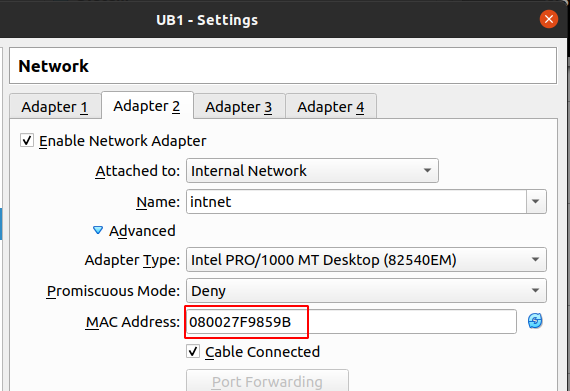 UB1 - Settings
Network
Adapter 1 Adapter 2 Adapter 3 Adapter 4
Enable Network Adapter
Attached to: Internal Network
Name: intnet
Advanced
Adapter Type: Intel PRO/1000 MT Desktop (82540EM)
Promiscuous Mode: Deny
MAC Address: 080027F9859B
Cable Connected
Port Forwarding